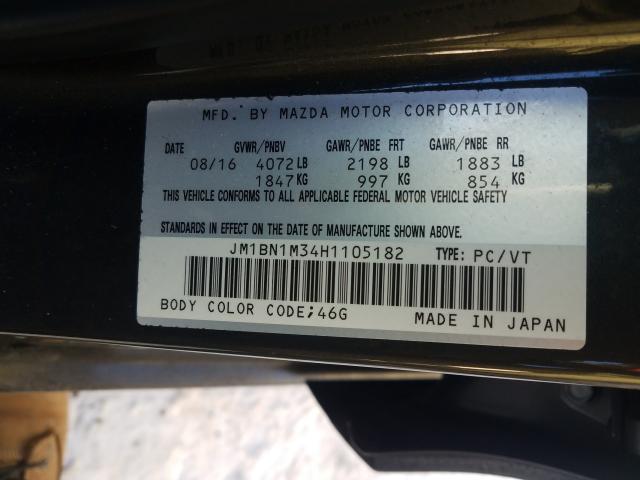 MFD. BY MAZDA MOTOR CORPORATION
DATE GVWR/PNBV GAWR/PNBE FRT GAWR/PNBE RR
08/16 4072 LB 2198 LB 1883 LB
1847 KG 997 KG 854 KG
THIS VEHICLE CONFORMS TO ALL APPLICABLE FEDERAL MOTOR VEHICLE SAFETY
STANDARDS IN EFFECT ON THE DATE OF MANUFACTURE SHOWN ABOVE.
JM1BN1M34H1105182 TYPE: PC/VT
BODY COLOR CODE;46G MADE IN JAPAN